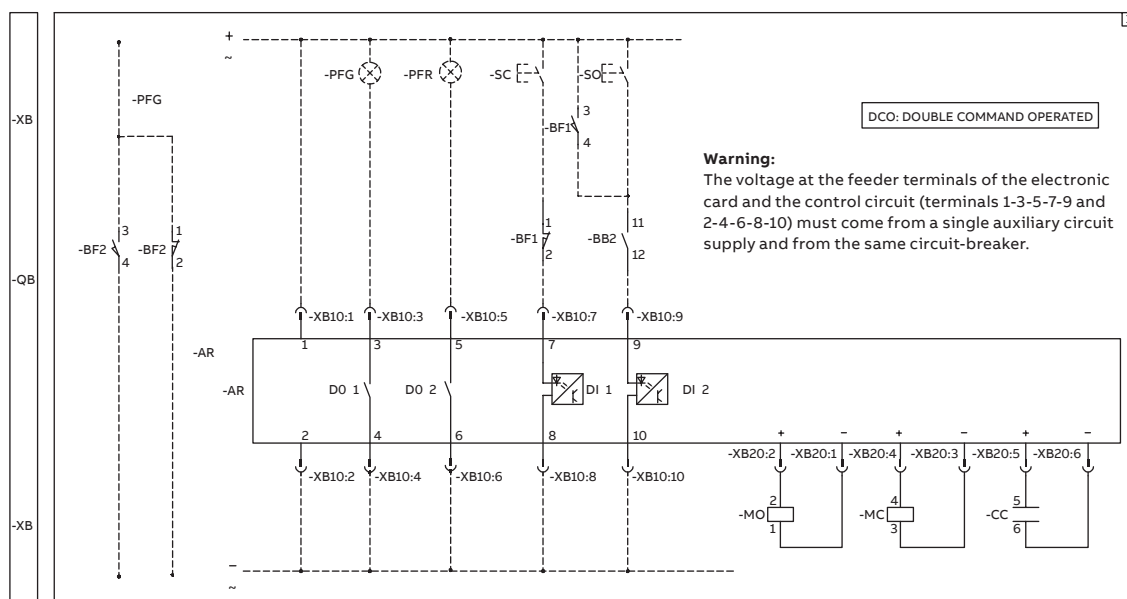 +
~
-PFG
-PFR
-SC
-SO
-PFG
3
-XB
-BF1
4
DCO: DOUBLE COMMAND OPERATED
Warning:
The voltage at the feeder terminals of the electronic
card and the control circuit (terminals 1-3-5-7-9 and
2-4-6-8-10) must come from a single auxiliary circuit
supply and from the same circuit-breaker.
3
1
1
11
-BF2
-BF2
-BF1
-BB2
4
2
2
12
-QB
-XB10:1
-XB10:3
-XB10:5
-XB10:7
-XB10:9
-AR
1
3
5
7
9
-AR
DO 1
DO 2
DI 1
DI 2
2
4
6
8
10
+
−
+
−
+
−
-XB20:2
-XB20:1
-XB20:4
-XB20:3
-XB20:5
-XB20:6
-XB10:2
-XB10:4
-XB10:6
-XB10:8
-XB10:10
2
4
5
-XB
-MO
-MC
-CC
1
3
6
−
~